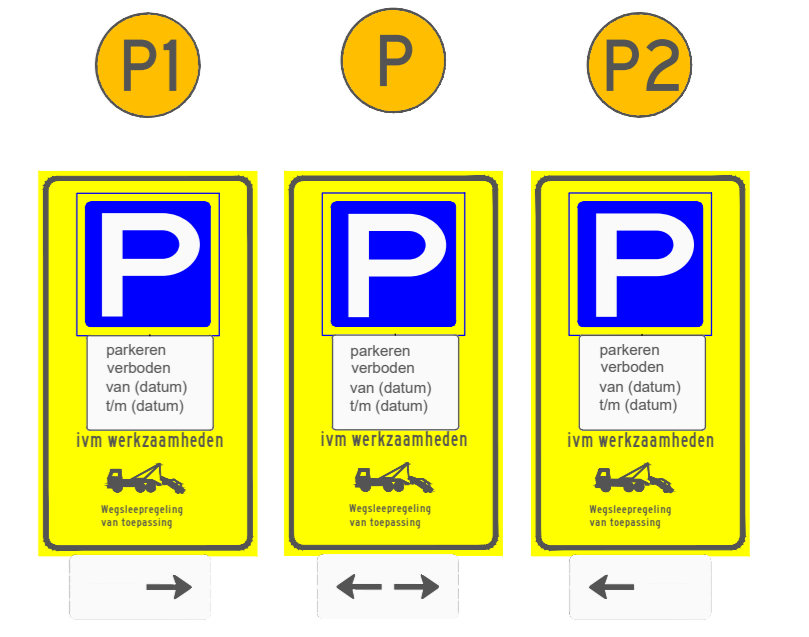 P1
P
P2
P
parkeren
verboden
van (datum)
t/m (datum)
ivm werkzaamheden
Wegsleepregeling
van toepassing
P
parkeren
verboden
van (datum)
t/m (datum)
ivm werkzaamheden
Wegsleepregeling
van toepassing
P
parkeren
verboden
van (datum)
t/m (datum)
ivm werkzaamheden
Wegsleepregeling
van toepassing